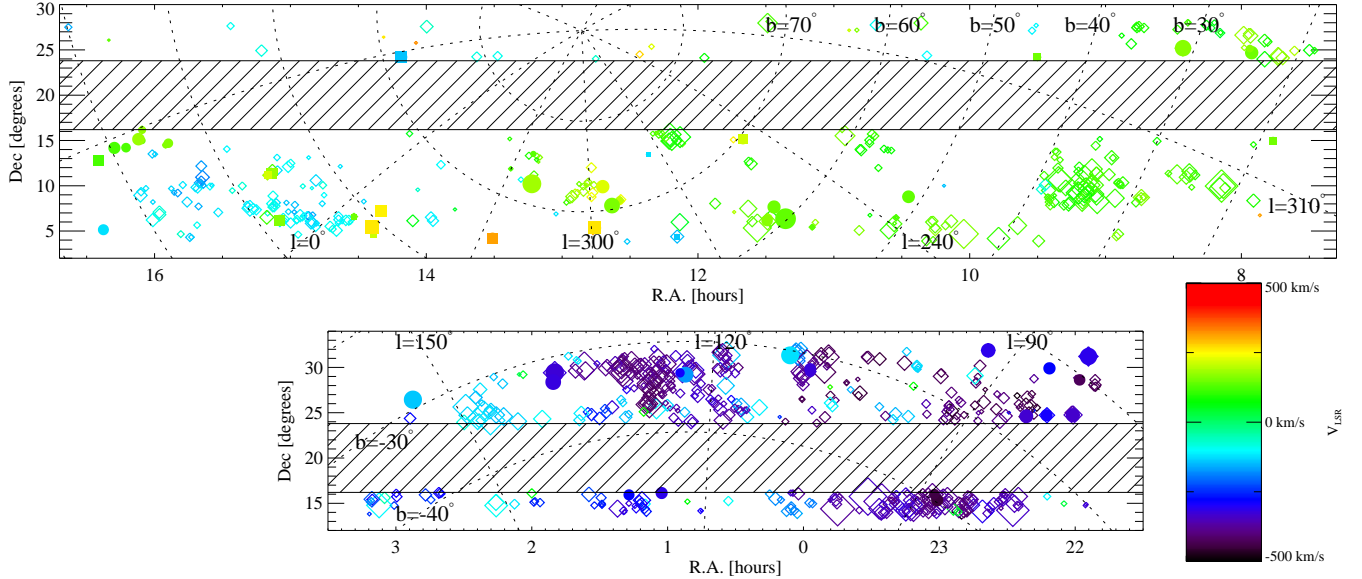 b=70° b=60° b=50° b=40° b=30°
30
25
20
15
10
5
Dec [degrees]
l=0° l=300° l=240° l=310°
16 14 12 10 8
R.A. [hours]
l=150° l=120° l=90°
30
25
20
15
Dec [degrees]
b=-30°
b=-40°
3 2 1 0 23 22
R.A. [hours]
500 km/s
0 km/s
-500 km/s
V_LSR